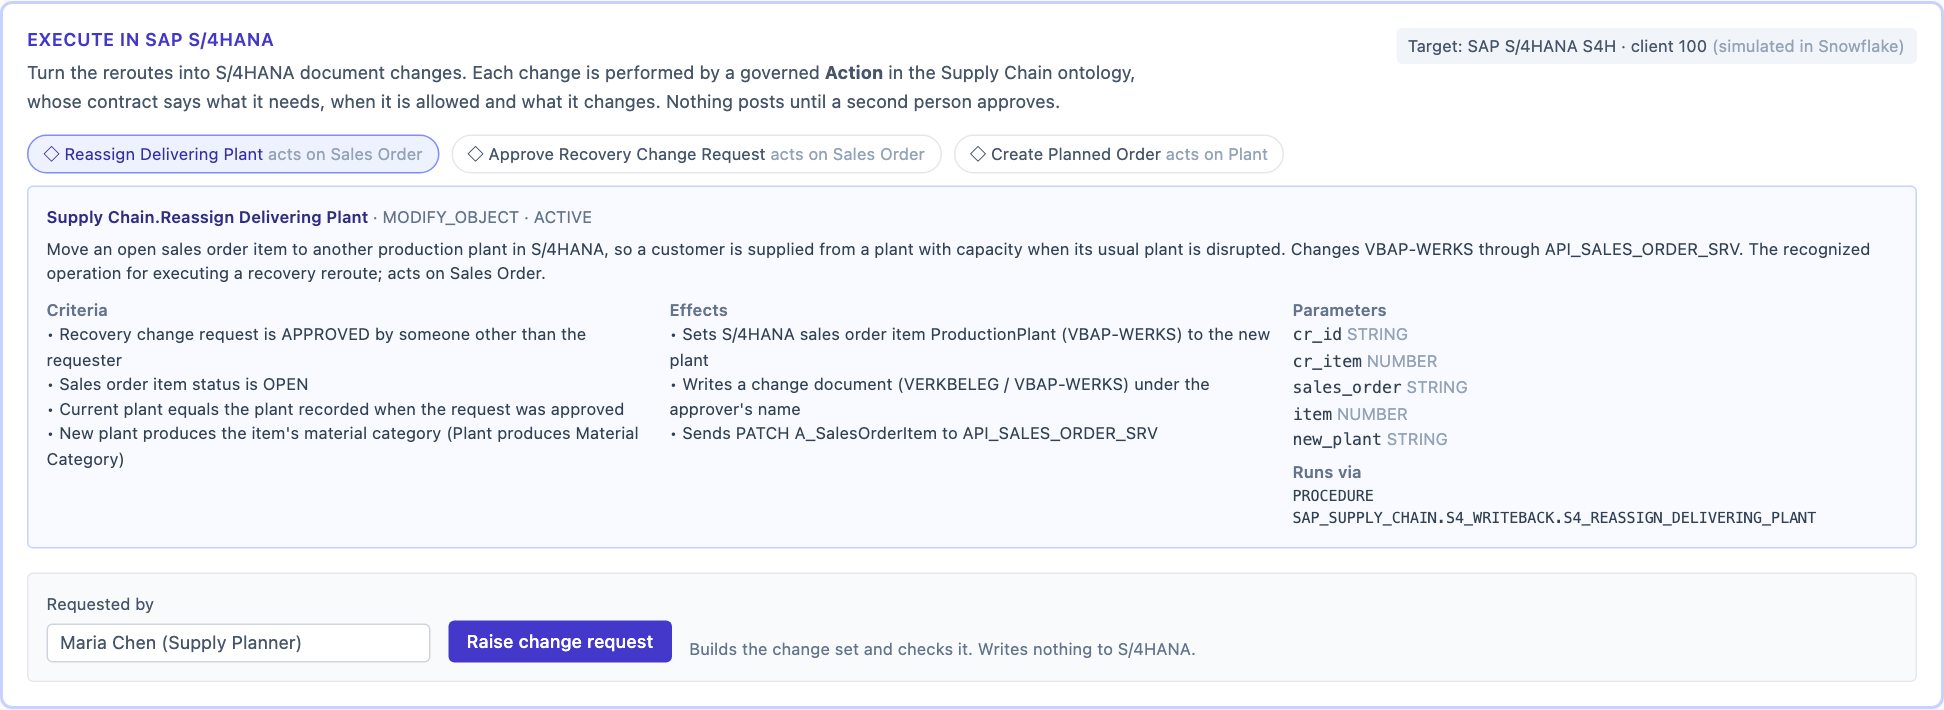 EXECUTE IN SAP S/4HANA
Target: SAP S/4HANA S4H · client 100 (simulated in Snowflake)
Turn the reroutes into S/4HANA document changes. Each change is performed by a governed Action in the Supply Chain ontology,
whose contract says what it needs, when it is allowed and what it changes. Nothing posts until a second person approves.
◇ Reassign Delivering Plant acts on Sales Order
◇ Approve Recovery Change Request acts on Sales Order
◇ Create Planned Order acts on Plant
Supply Chain.Reassign Delivering Plant · MODIFY_OBJECT · ACTIVE
Move an open sales order item to another production plant in S/4HANA, so a customer is supplied from a plant with capacity when its usual plant is disrupted. Changes VBAP-WERKS through API_SALES_ORDER_SRV. The recognized
operation for executing a recovery reroute; acts on Sales Order.
Criteria
• Recovery change request is APPROVED by someone other than the
requester
• Sales order item status is OPEN
• Current plant equals the plant recorded when the request was approved
• New plant produces the item's material category (Plant produces Material
Category)
Effects
• Sets S/4HANA sales order item ProductionPlant (VBAP-WERKS) to the new
plant
• Writes a change document (VERKBELEG / VBAP-WERKS) under the
approver's name
• Sends PATCH A_SalesOrderItem to API_SALES_ORDER_SRV
Parameters
cr_id STRING
cr_item NUMBER
sales_order STRING
item NUMBER
new_plant STRING
Runs via
PROCEDURE
SAP_SUPPLY_CHAIN.S4_WRITEBACK.S4_REASSIGN_DELIVERING_PLANT
Requested by
Maria Chen (Supply Planner)
Raise change request
Builds the change set and checks it. Writes nothing to S/4HANA.